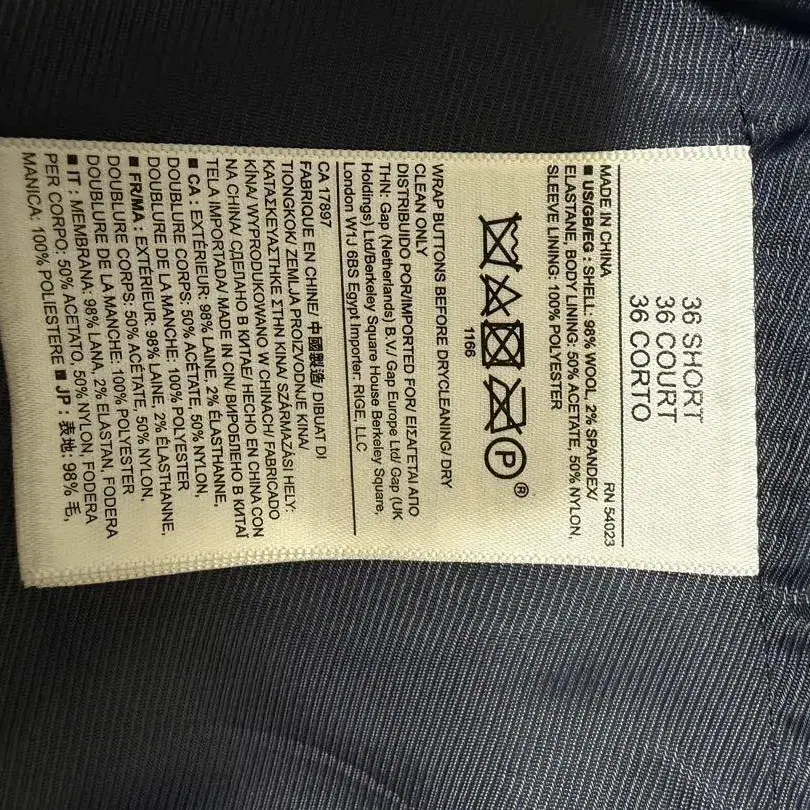 36 SHORT
36 COURT
36 CORTO
RN 54023
MADE IN CHINA
■ US/GB/EG : SHELL: 98% WOOL, 2% SPANDEX/
ELASTANE, BODY LINING: 50% ACETATE, 50% NYLON,
SLEEVE LINING: 100% POLYESTER
P ®
1186
WRAP BUTTONS BEFORE DRYCLEANING/ DRY
CLEAN ONLY
DISTRIBUIDO POR/IMPORTED FOR/ ΕΙΣΑΓΕΤΑΙ ΑΠΟ
ΤΗΝ: Gap (Netherlands) B.V./ Gap Europe Ltd/ Gap (UK
Holdings) Ltd/Berkeley Square House Berkeley Square,
London W1J 6BS Egypt Importer: RIGE, LLC
CA 17897
FABRIQUE EN CHINE/ 中國製造/ DIBUAT DI
TIONGKOK/ ZEMLJA PROIZVODNJE KINA/
ΚΑΤΑΣΚΕΥΑΣΤΗΚΕ ΣΤΗΝ ΚΙΝΑ/ SZÁRMAZÁSI HELY:
KÍNA/ WYPRODUKOWANO W CHINACH/ FABRICADO
NA CHINA/ СДЕЛАНО В КИТАЕ/ HECHO EN CHINA CON
TELA IMPORTADA/ MADE IN ÇIN/ ВИРОБЛЕНО В КИТАЇ
■ CA : EXTÉRIEUR: 98% LAINE, 2% ÉLASTHANNE,
DOUBLURE CORPS: 50% ACÉTATE, 50% NYLON,
DOUBLURE DE LA MANCHE: 100% POLYESTER
■ FR/MA : EXTÉRIEUR: 98% LAINE, 2% ÉLASTHANNE,
DOUBLURE CORPS: 50% ACÉTATE, 50% NYLON,
DOUBLURE DE LA MANCHE: 100% POLYESTER
■ IT : MEMBRANA: 98% LANA, 2% ELASTAN, FODERA
PER CORPO: 50% ACETATO, 50% NYLON, FODERA
MANICA: 100% POLIESTERE ■ JP : 表地: 98% 毛,